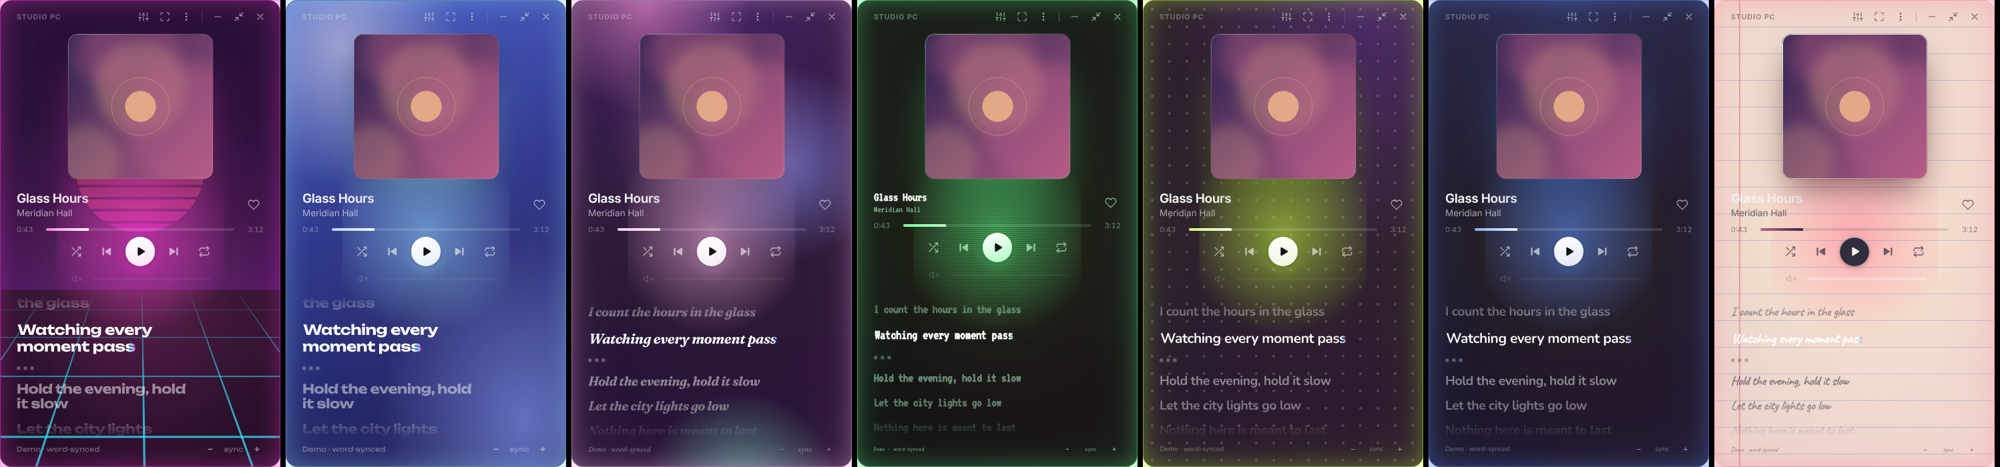 STUDIO PC
Glass Hours
Meridian Hall
0:43
3:12
the glass
Watching every
moment pass
Hold the evening, hold
it slow
Let the city lights
Demo · word-synced
− sync +
STUDIO PC
Glass Hours
Meridian Hall
0:43
3:12
the glass
Watching every
moment pass
Hold the evening, hold
it slow
Let the city lights
Demo · word-synced
− sync +
STUDIO PC
Glass Hours
Meridian Hall
0:43
3:12
I count the hours in the glass
Watching every moment pass
Hold the evening, hold it slow
Let the city lights go low
Nothing here is meant to last
Demo · word-synced
− sync +
STUDIO PC
Glass Hours
Meridian Hall
0:43
3:12
I count the hours in the glass
Watching every moment pass
Hold the evening, hold it slow
Let the city lights go low
Nothing here is meant to last
Demo · word-synced
− sync +
STUDIO PC
Glass Hours
Meridian Hall
0:43
3:12
I count the hours in the glass
Watching every moment pass
Hold the evening, hold it slow
Let the city lights go low
Nothing here is meant to last
Demo · word-synced
− sync +
STUDIO PC
Glass Hours
Meridian Hall
0:43
3:12
I count the hours in the glass
Watching every moment pass
Hold the evening, hold it slow
Let the city lights go low
Nothing here is meant to last
Demo · word-synced
− sync +
STUDIO PC
Glass Hours
Meridian Hall
0:43
3:12
I count the hours in the glass
Watching every moment pass
Hold the evening, hold it slow
Let the city lights go low
Nothing here is meant to last
Demo · word-synced
− sync +